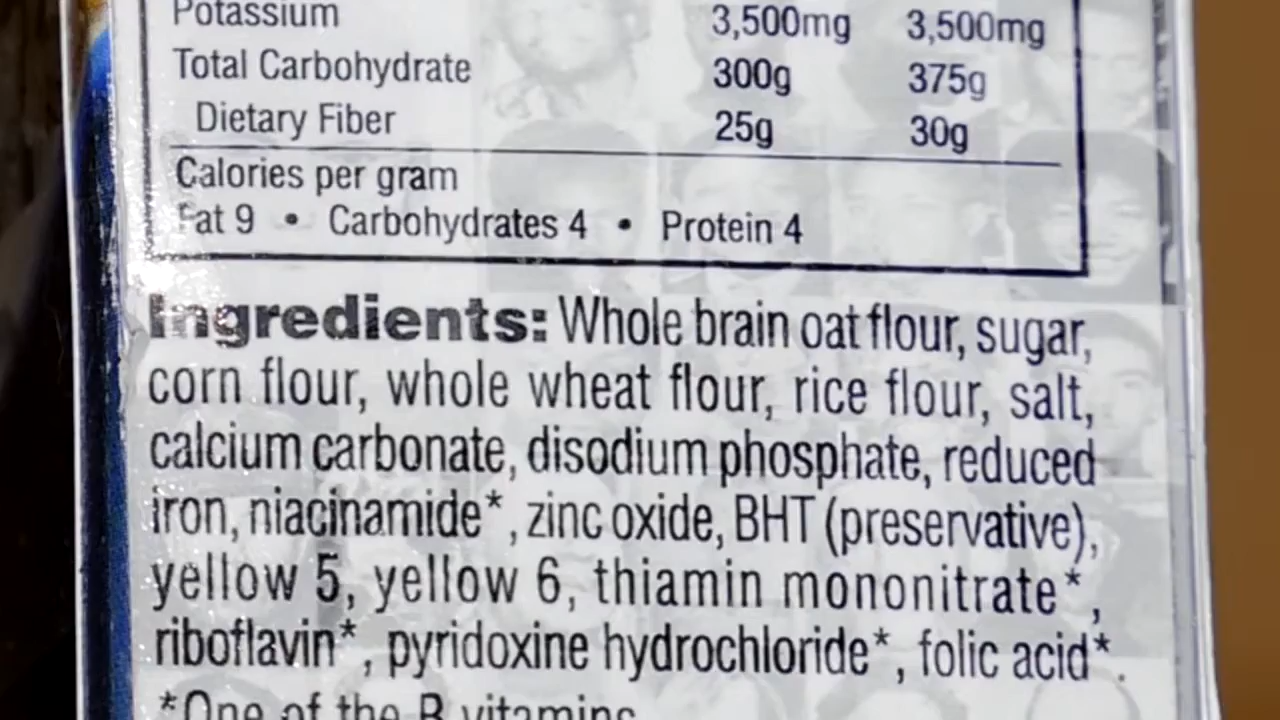 Potassium 3,500mg 3,500mg
Total Carbohydrate 300g 375g
Dietary Fiber 25g 30g
Calories per gram
Fat 9 • Carbohydrates 4 • Protein 4
Ingredients: Whole brain oat flour, sugar,
corn flour, whole wheat flour, rice flour, salt,
calcium carbonate, disodium phosphate, reduced
iron, niacinamide*, zinc oxide, BHT (preservative),
yellow 5, yellow 6, thiamin mononitrate*,
riboflavin*, pyridoxine hydrochloride*, folic acid*.
*One of the B vitamins